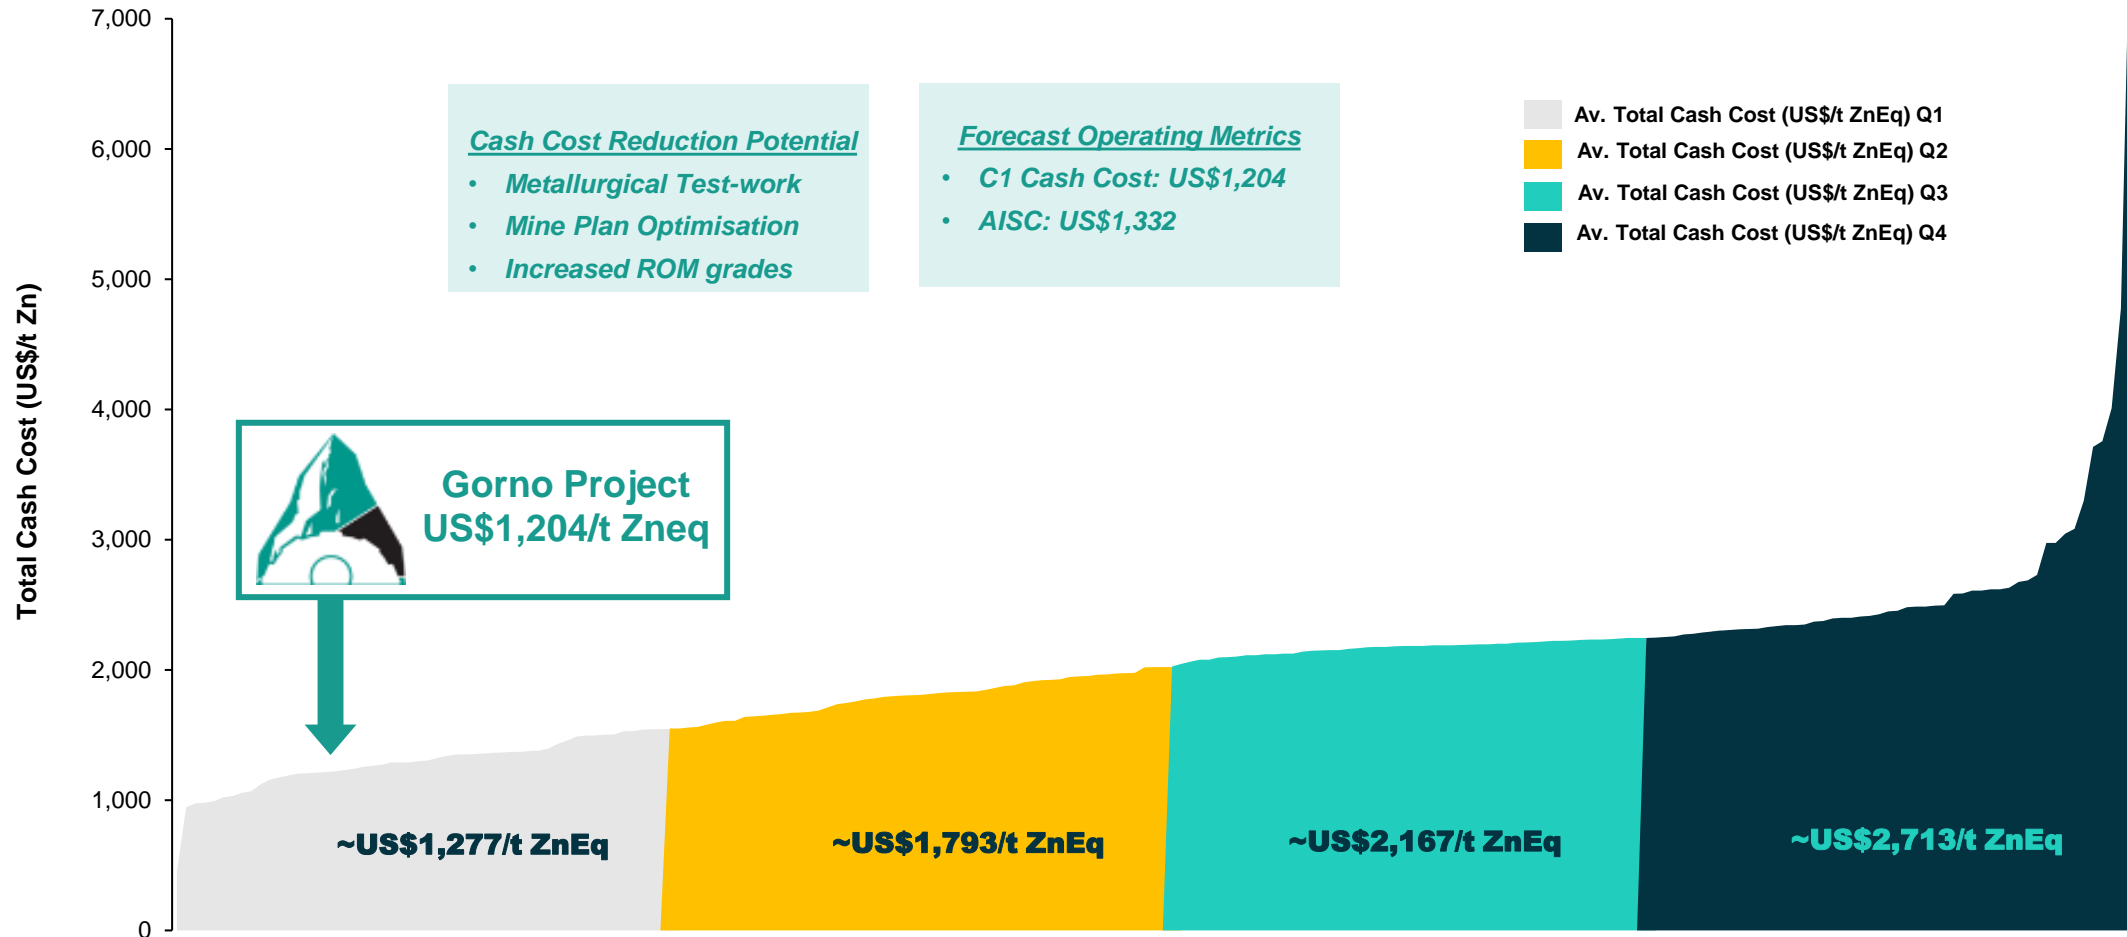 7,000
6,000
5,000
4,000
3,000
2,000
1,000
0
Total Cash Cost (US$/t Zn)
Cash Cost Reduction Potential
• Metallurgical Test-work
• Mine Plan Optimisation
• Increased ROM grades
Forecast Operating Metrics
• C1 Cash Cost: US$1,204
• AISC: US$1,332
Av. Total Cash Cost (US$/t ZnEq) Q1
Av. Total Cash Cost (US$/t ZnEq) Q2
Av. Total Cash Cost (US$/t ZnEq) Q3
Av. Total Cash Cost (US$/t ZnEq) Q4
Gorno Project
US$1,204/t Zneq
~US$1,277/t ZnEq
~US$1,793/t ZnEq
~US$2,167/t ZnEq
~US$2,713/t ZnEq